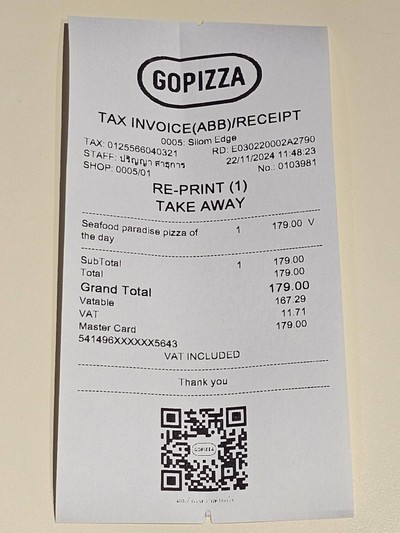 GOPIZZA
TAX INVOICE(ABB)/RECEIPT
0005: Silom Edge
TAX: 0125566040321 RD: E030220002A2790
STAFF: ปริญญา สาธุการ 22/11/2024 11:48:23
SHOP: 0005/01 No.: 0103981
RE-PRINT (1)
TAKE AWAY
Seafood paradise pizza of the day 1 179.00 V
SubTotal 1 179.00
Total 179.00
Grand Total 179.00
Vatable 167.29
VAT 11.71
Master Card 179.00
541496XXXXXX5643
VAT INCLUDED
Thank you
GOPIZZA